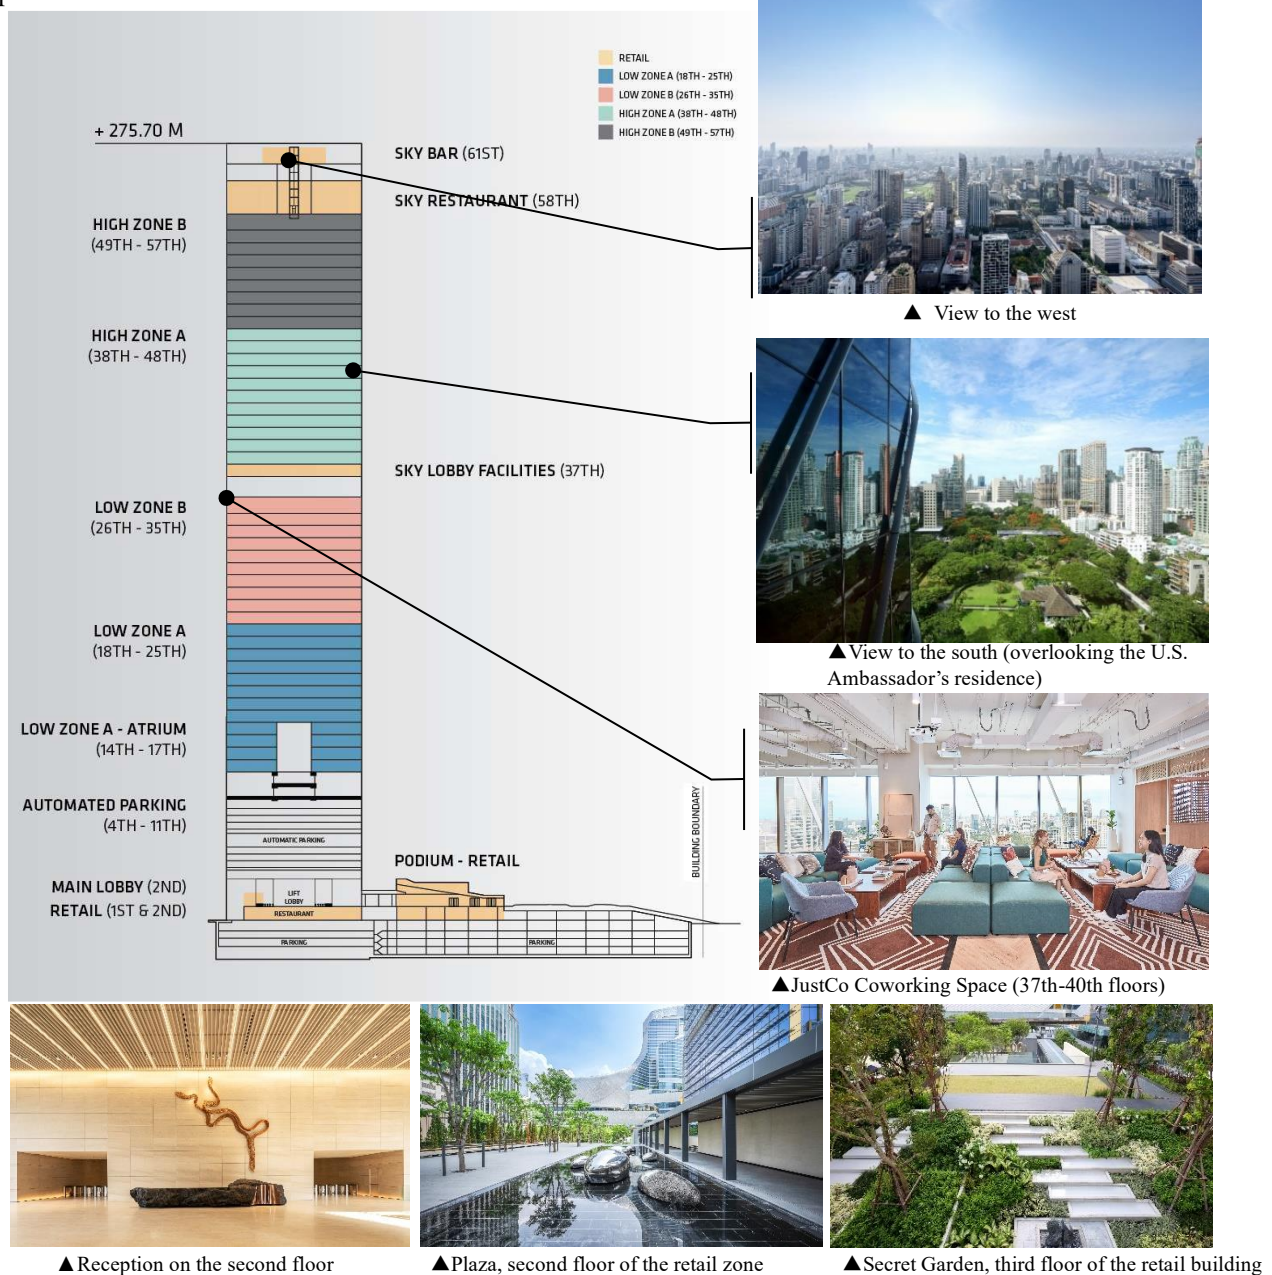 RETAIL
LOW ZONE A (18TH - 25TH)
LOW ZONE B (26TH - 35TH)
HIGH ZONE A (38TH - 48TH)
HIGH ZONE B (49TH - 57TH)
+ 275.70 M
SKY BAR (61ST)
SKY RESTAURANT (58TH)
HIGH ZONE B
(49TH - 57TH)
HIGH ZONE A
(38TH - 48TH)
SKY LOBBY FACILITIES (37TH)
LOW ZONE B
(26TH - 35TH)
LOW ZONE A
(18TH - 25TH)
LOW ZONE A - ATRIUM
(14TH - 17TH)
AUTOMATED PARKING
(4TH - 11TH)
AUTOMATIC PARKING
BUILDING BOUNDARY
PODIUM - RETAIL
MAIN LOBBY (2ND)
RETAIL (1ST & 2ND)
LIFT
LOBBY
RESTAURANT
PARKING
PARKING
▲ View to the west
▲View to the south (overlooking the U.S.
Ambassador’s residence)
▲JustCo Coworking Space (37th-40th floors)
▲Reception on the second floor
▲Plaza, second floor of the retail zone
▲Secret Garden, third floor of the retail building